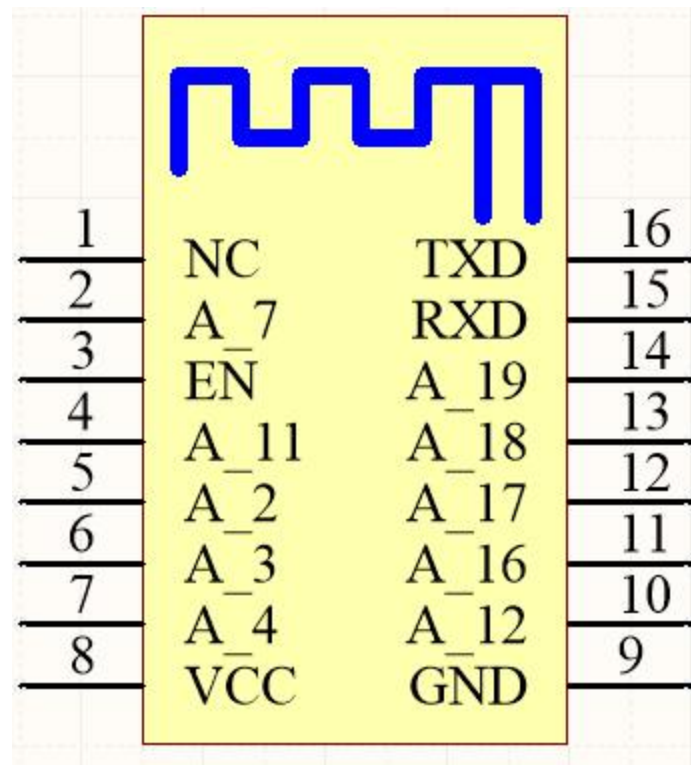 1 NC TXD 16
2 A_7 RXD 15
3 EN A_19 14
4 A_11 A_18 13
5 A_2 A_17 12
6 A_3 A_16 11
7 A_4 A_12 10
8 VCC GND 9